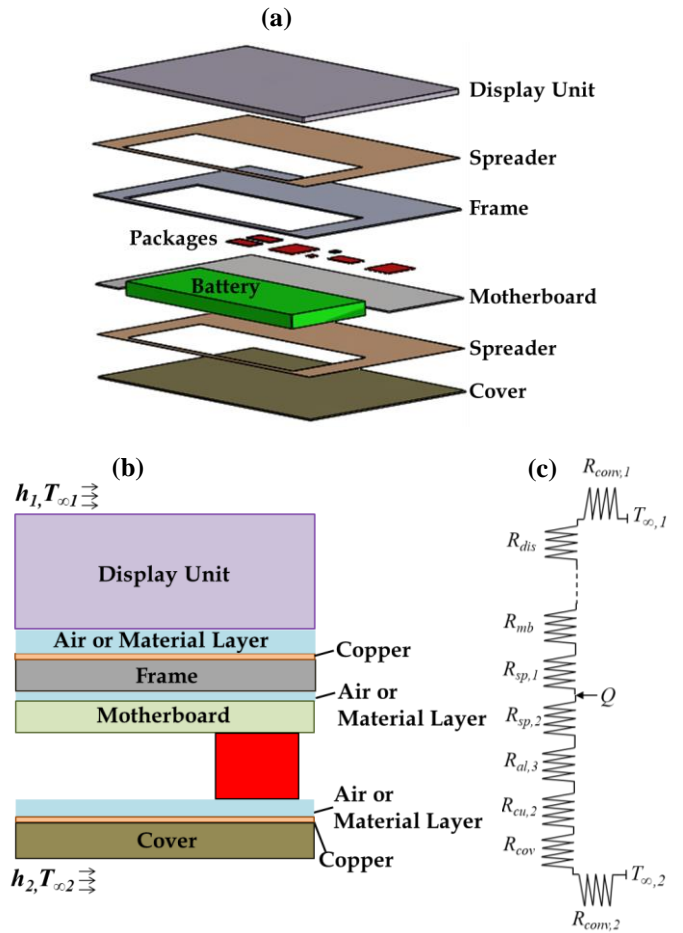 (a)
Display Unit
Spreader
Frame
Packages
Battery
Motherboard
Spreader
Cover
(b)
h1,T∞1
Display Unit
Air or Material Layer
Copper
Frame
Air or
Material Layer
Motherboard
Air or
Material Layer
Cover
Copper
h2,T∞2
(c)
Rconv,1
T∞,1
Rdis
Rmb
Rsp,1
Q
Rsp,2
Ral,3
Rcu,2
Rcov
T∞,2
Rconv,2